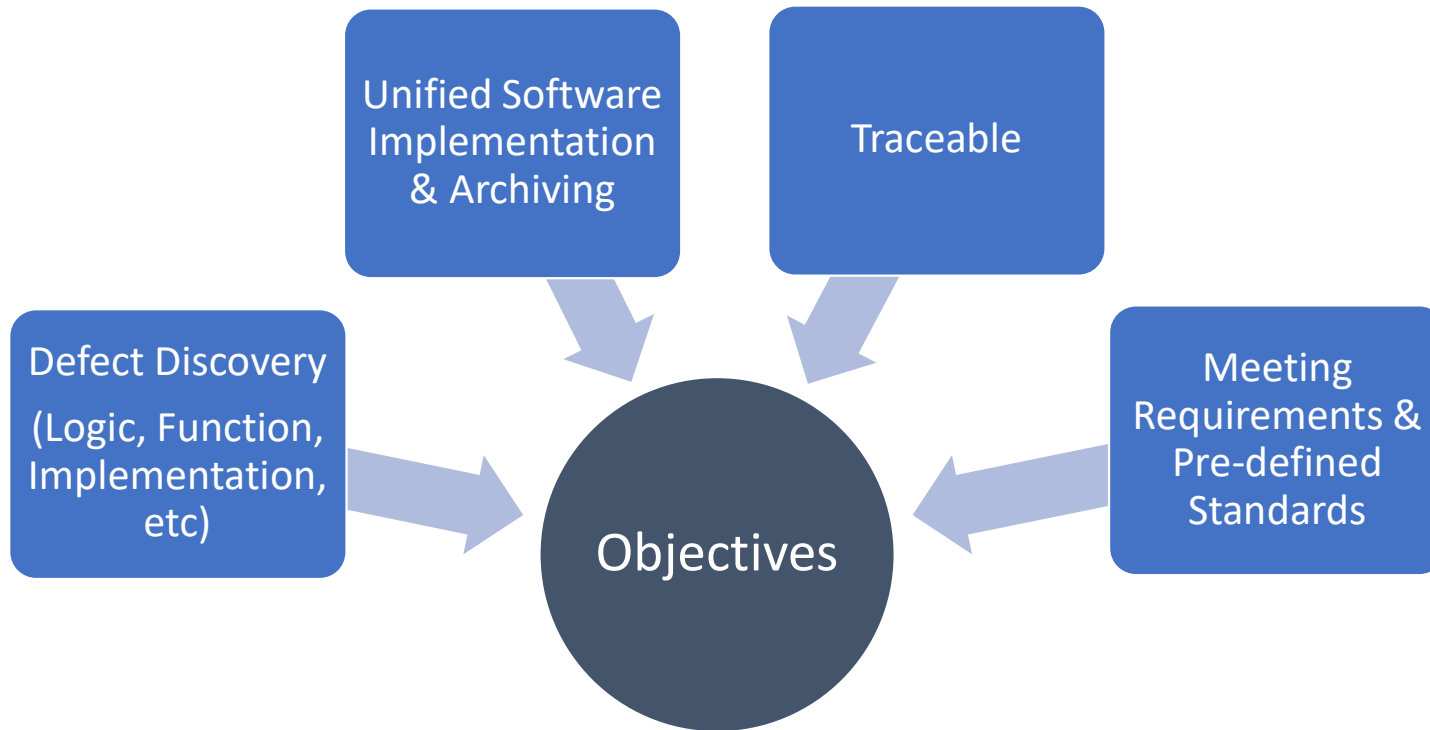 Unified Software
Implementation
& Archiving
Traceable
Defect Discovery
(Logic, Function,
Implementation,
etc)
Meeting
Requirements &
Pre-defined
Standards
Objectives